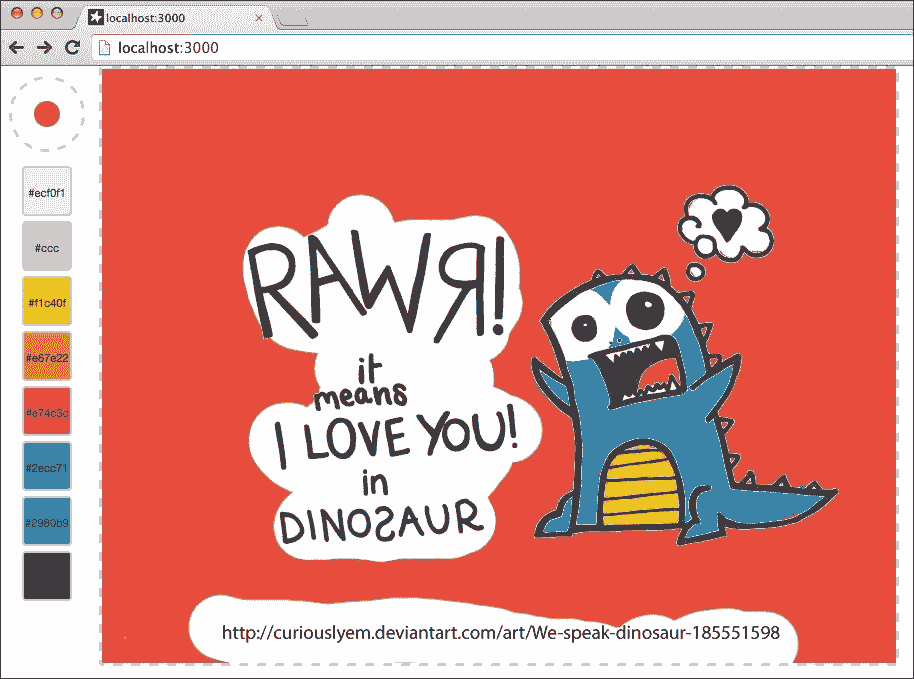 localhost:3000
localhost:3000
#ecf0f1
#ccc
#f1c40f
#e67e22
#e74c3c
#2ecc71
#2980b9
RAWR!
it
means
I LOVE YOU!
in
DINOSAUR
http://curiouslyem.deviantart.com/art/We-speak-dinosaur-185551598